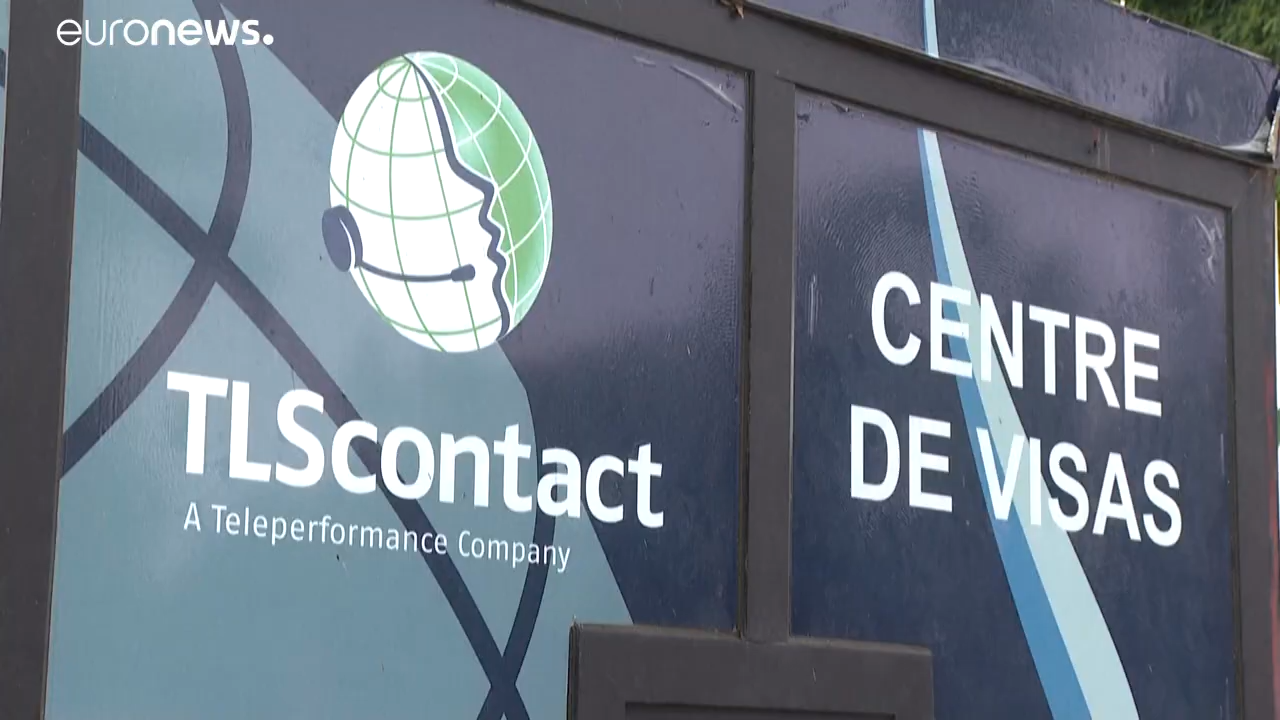 euronews.
TLScontact
A Teleperformance Company
CENTRE
DE VISAS